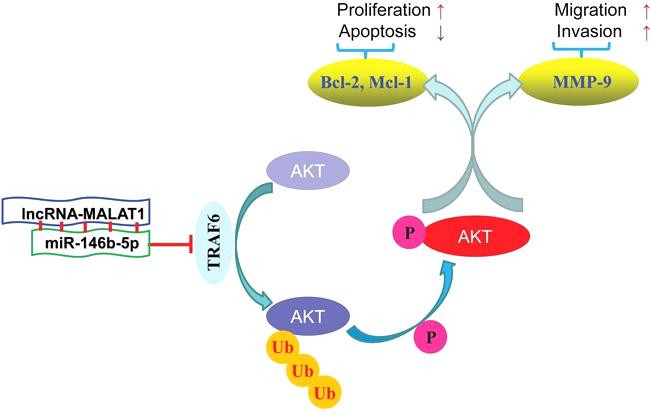 Proliferation ↑
Apoptosis ↓
Migration ↑
Invasion ↑
Bcl-2, Mcl-1
MMP-9
AKT
lncRNA-MALAT1
miR-146b-5p
TRAF6
P
AKT
AKT
P
Ub
Ub
Ub